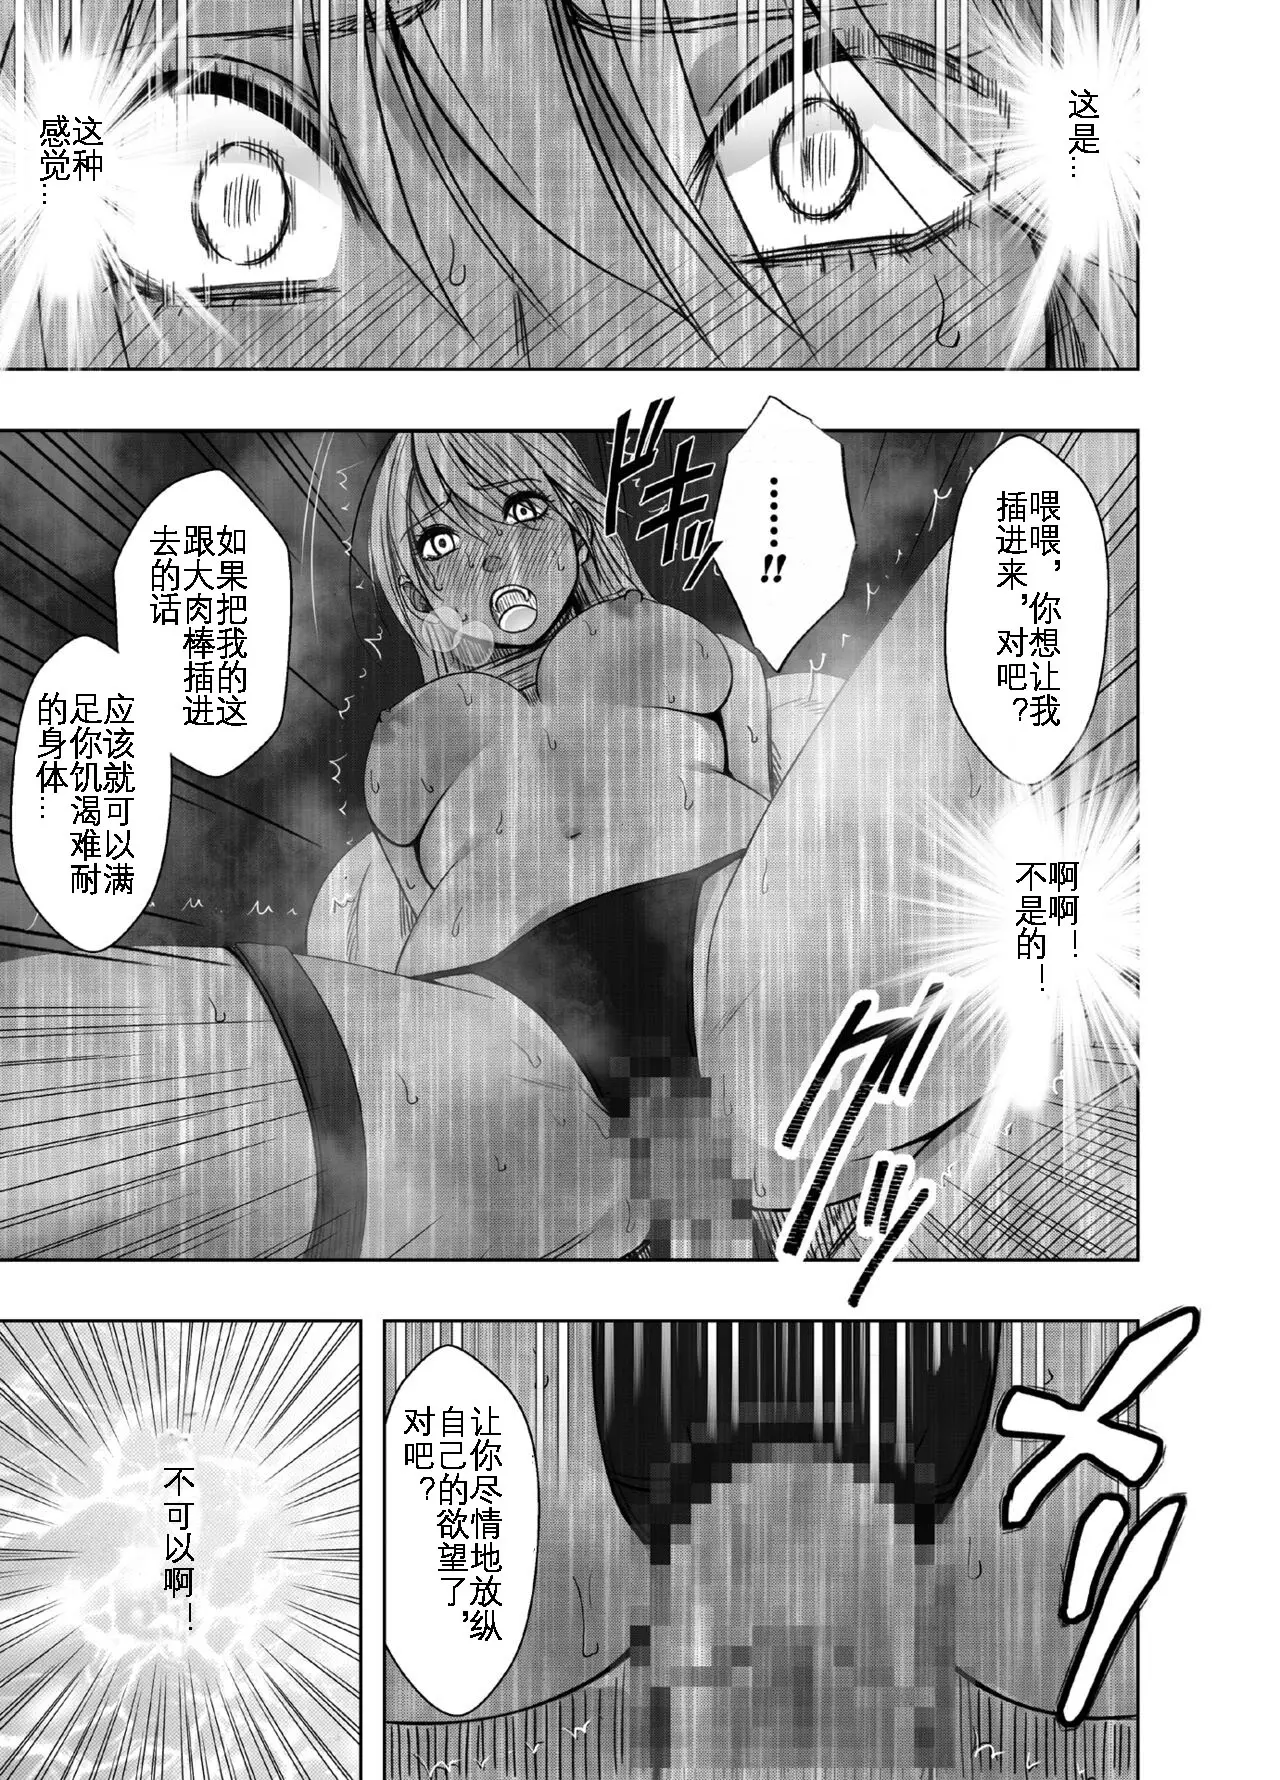 这是…
这种
感觉…
喂喂，你想让我
插进来，对吧？
……!!
ドキッ
如果把我的这
跟大肉棒插进
去的话
应该就可以满
足你饥渴难耐
的身体…
啊啊！
不是的！
ビクッ
让你尽情地放纵
自己的欲望了，
对吧？
不可以啊！